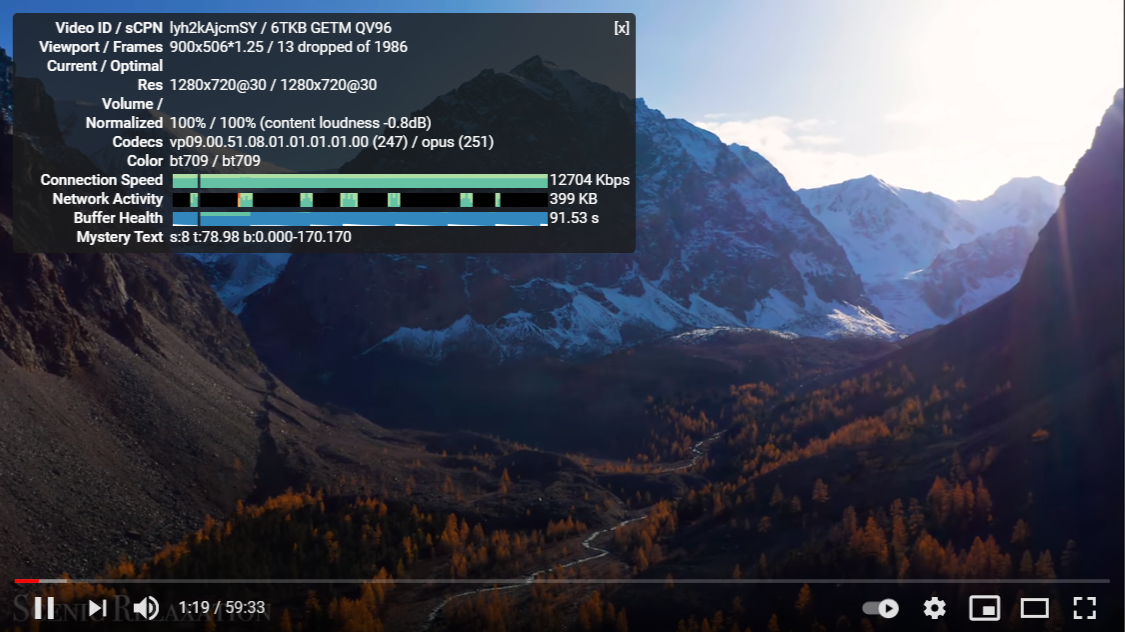 Video ID / sCPN lyh2kAjcmSY / 6TKB GETM QV96 [x]
Viewport / Frames 900x506*1.25 / 13 dropped of 1986
Current / Optimal
Res 1280x720@30 / 1280x720@30
Volume /
Normalized 100% / 100% (content loudness -0.8dB)
Codecs vp09.00.51.08.01.01.01.01.00 (247) / opus (251)
Color bt709 / bt709
Connection Speed 12704 Kbps
Network Activity 399 KB
Buffer Health 91.53 s
Mystery Text s:8 t:78.98 b:0.000-170.170
1:19 / 59:33
SCENIC RELAXATION